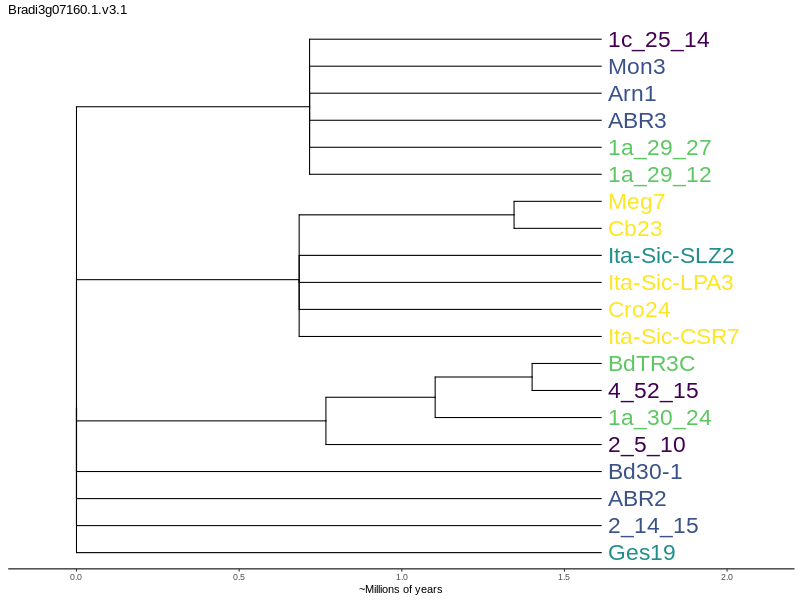 Bradi3g07160.1.v3.1
1c_25_14
Mon3
Arn1
ABR3
1a_29_27
1a_29_12
Meg7
Cb23
Ita-Sic-SLZ2
Ita-Sic-LPA3
Cro24
Ita-Sic-CSR7
BdTR3C
4_52_15
1a_30_24
2_5_10
Bd30-1
ABR2
2_14_15
Ges19
0.0 0.5 1.0 1.5 2.0
~Millions of years